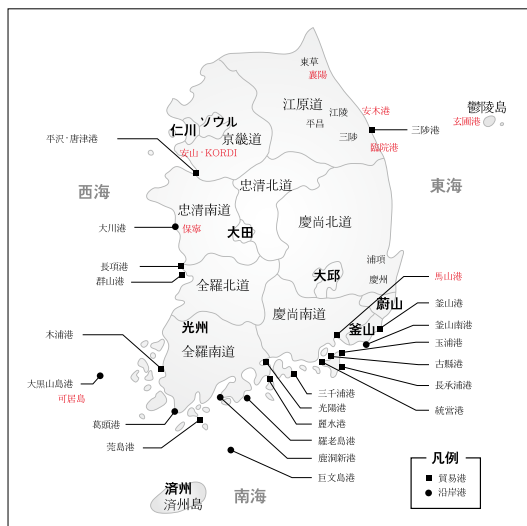 東草
襄陽
江原道
江陵
安木港
平昌
三陟
三陟港
臨院港
鬱陵島
玄圃港
ソウル
仁川
京畿道
平沢·唐津港
安山·KORDI
西海
東海
忠清北道
忠清南道
慶尚北道
大川港
保寧
大田
浦項
長項港
群山港
大邱
慶州
馬山港
全羅北道
慶尚南道
蔚山
釜山港
光州
釜山
釜山南港
木浦港
全羅南道
玉浦港
古縣港
大黒山島港
可居島
三千浦港
長承浦港
光陽港
統営港
葛頭港
麗水港
莞島港
羅老島港
鹿洞新港
巨文島港
済州
済州島
南海
凡例
貿易港
沿岸港